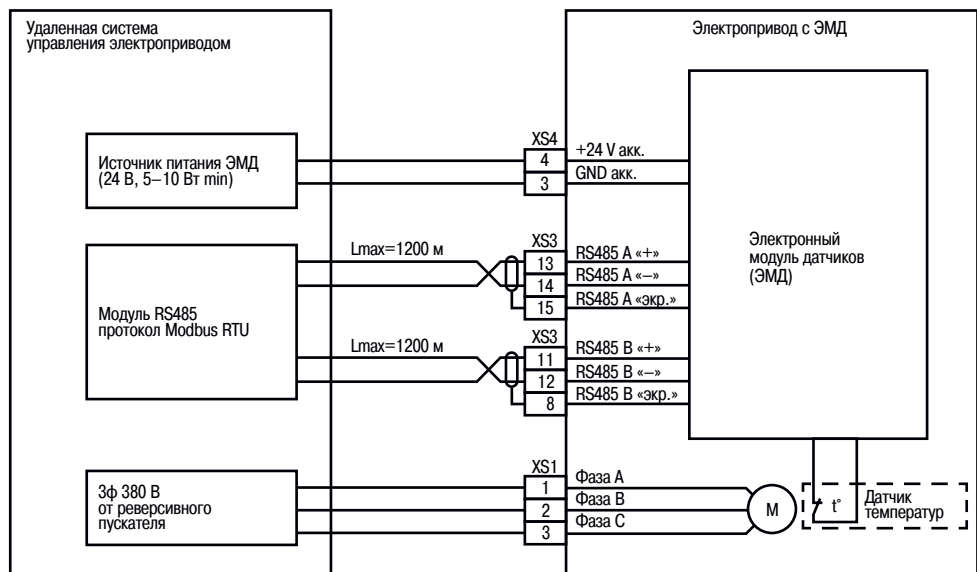 Удаленная система
управления электроприводом
Электропривод с ЭМД
Источник питания ЭМД
(24 В, 5–10 Вт min)
XS4
4
+24 V акк.
3
GND акк.
Модуль RS485
протокол Modbus RTU
Lmax=1200 м
XS3
13
RS485 A «+»
14
RS485 A «–»
15
RS485 A «экр.»
Lmax=1200 м
XS3
11
RS485 B «+»
12
RS485 B «–»
8
RS485 B «экр.»
Электронный
модуль датчиков
(ЭМД)
3ф 380 В
от реверсивного
пускателя
XS1
1
Фаза А
2
Фаза В
3
Фаза С
M
t°
Датчик
температур